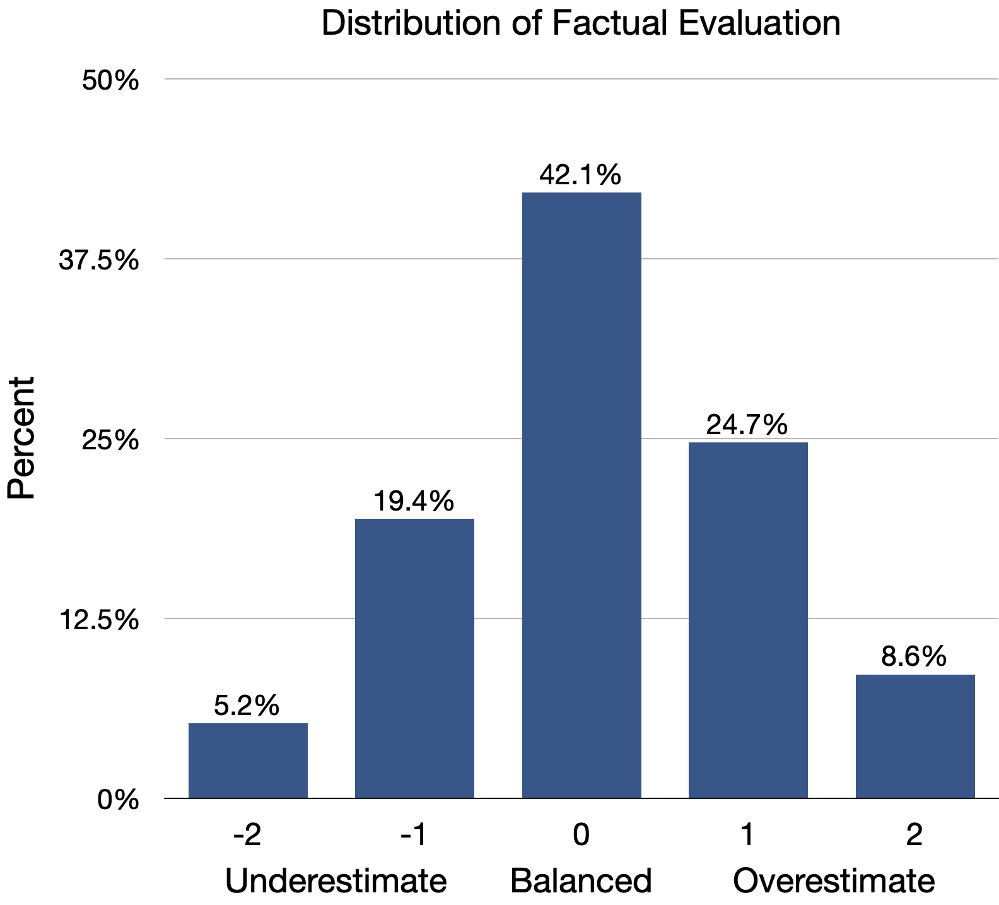 Distribution of Factual Evaluation
50%
42.1%
37.5%
Percent
24.7%
25%
19.4%
12.5%
8.6%
5.2%
0%
-2 -1 0 1 2
Underestimate Balanced Overestimate